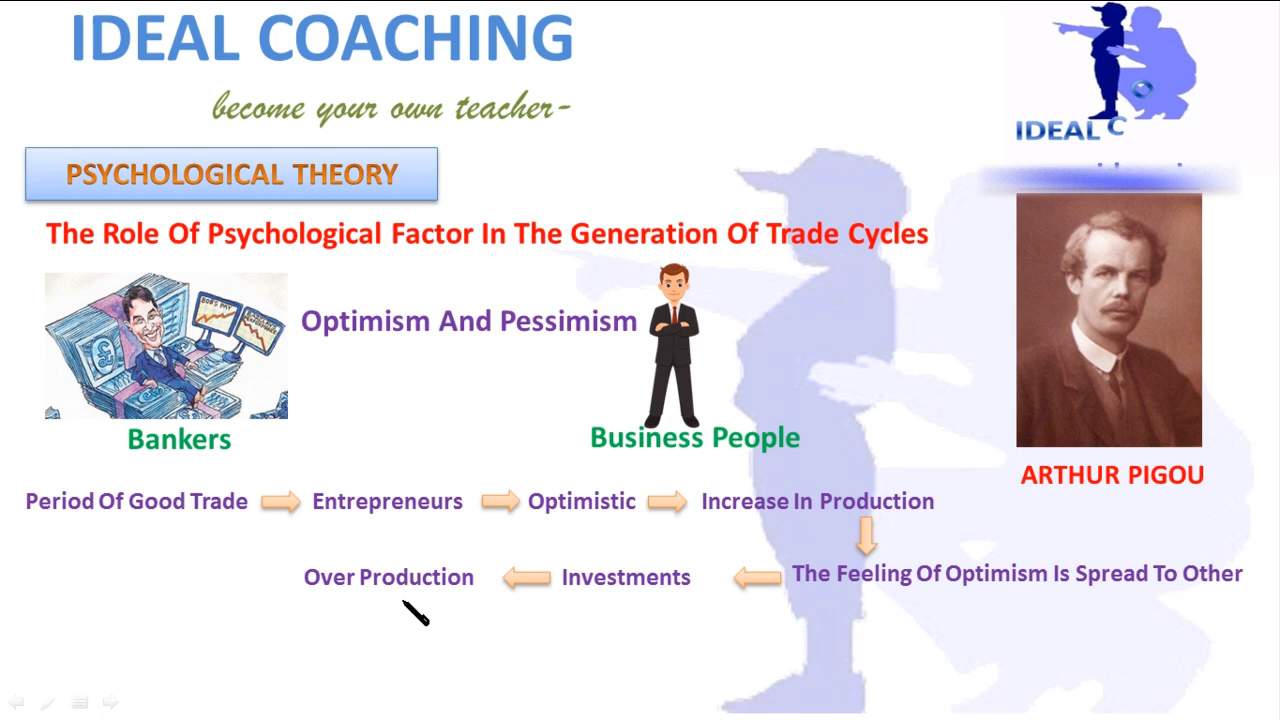 IDEAL COACHING
become your own teacher-
IDEAL C
PSYCHOLOGICAL THEORY
The Role Of Psychological Factor In The Generation Of Trade Cycles
BOB'S PAY
Optimism And Pessimism
Bankers
Business People
ARTHUR PIGOU
Period Of Good Trade
Entrepreneurs
Optimistic
Increase In Production
The Feeling Of Optimism Is Spread To Other
Investments
Over Production